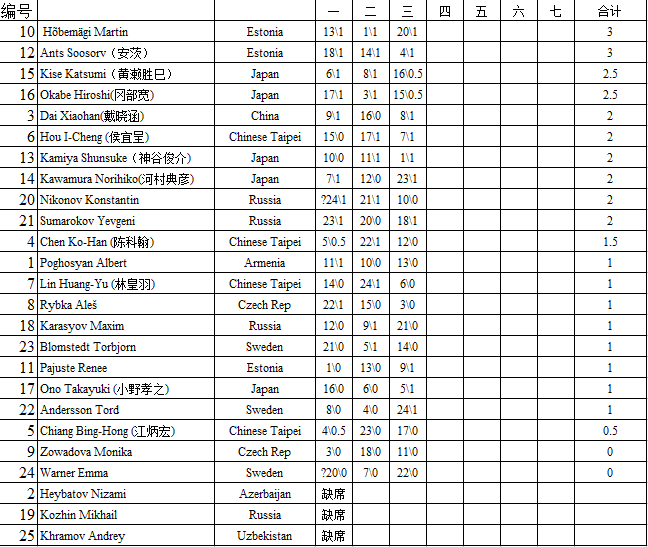 编号 一 二 三 四 五 六 七 合计
10 Hõbemägi Martin Estonia 13\1 1\1 20\1 3
12 Ants Soosorv（安茨） Estonia 18\1 14\1 4\1 3
15 Kise Katsumi（黄濑胜巳） Japan 6\1 8\1 16\0.5 2.5
16 Okabe Hiroshi(冈部宽) Japan 17\1 3\1 15\0.5 2.5
3 Dai Xiaohan(戴晓涵) China 9\1 16\0 8\1 2
6 Hou I-Cheng (侯宜呈) Chinese Taipei 15\0 17\1 7\1 2
13 Kamiya Shunsuke（神谷俊介) Japan 10\0 11\1 1\1 2
14 Kawamura Norihiko(河村典彦) Japan 7\1 12\0 23\1 2
20 Nikonov Konstantin Russia ?24\1 21\1 10\0 2
21 Sumarokov Yevgeni Russia 23\1 20\0 18\1 2
4 Chen Ko-Han (陈科翰) Chinese Taipei 5\0.5 22\1 12\0 1.5
1 Poghosyan Albert Armenia 11\1 10\0 13\0 1
7 Lin Huang-Yu (林皇羽) Chinese Taipei 14\0 24\1 6\0 1
8 Rybka Aleš Czech Rep 22\1 15\0 3\0 1
18 Karasyov Maxim Russia 12\0 9\1 21\0 1
23 Blomstedt Torbjorn Sweden 21\0 5\1 14\0 1
11 Pajuste Renee Estonia 1\0 13\0 9\1 1
17 Ono Takayuki (小野孝之) Japan 16\0 6\0 5\1 1
22 Andersson Tord Sweden 8\0 4\0 24\1 1
5 Chiang Bing-Hong (江炳宏) Chinese Taipei 4\0.5 23\0 17\0 0.5
9 Zowadova Monika Czech Rep 3\0 18\0 11\0 0
24 Warner Emma Sweden ?20\0 7\0 22\0 0
2 Heybatov Nizami Azerbaijan 缺席
19 Kozhin Mikhail Russia 缺席
25 Khramov Andrey Uzbekistan 缺席